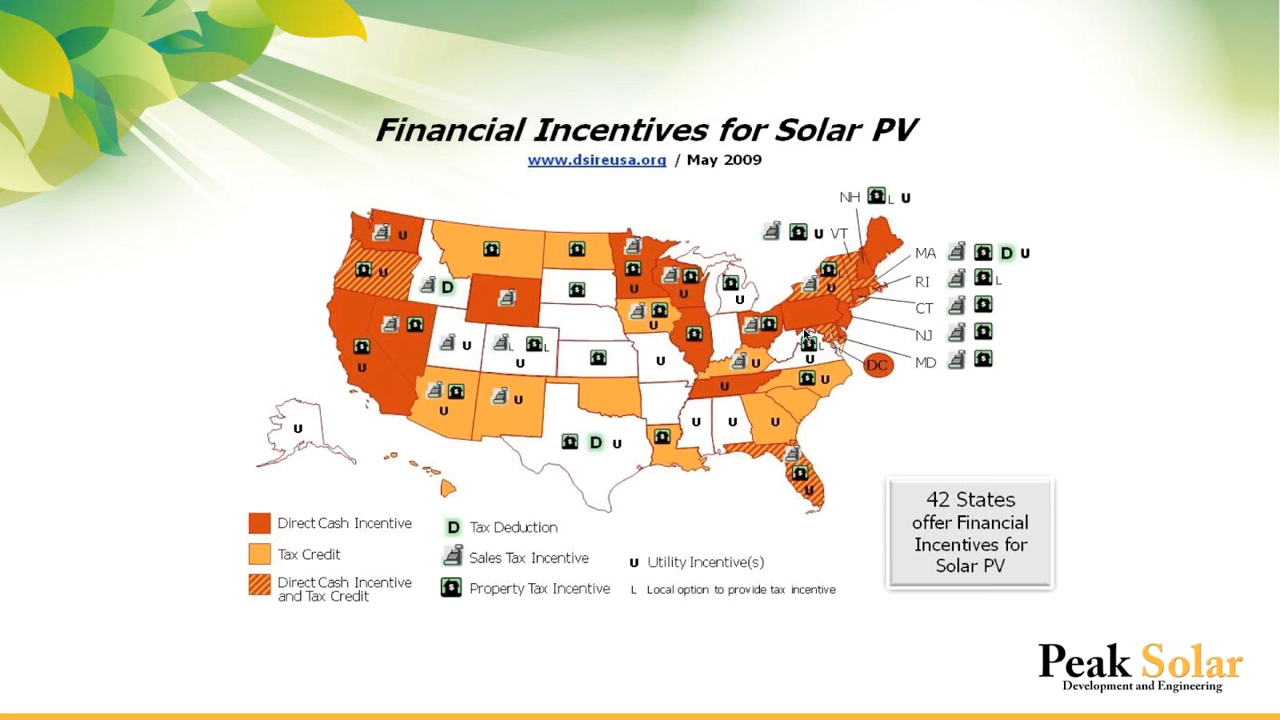 Financial Incentives for Solar PV
www.dsireusa.org / May 2009
NH L U
U VT
MA D U
RI L
CT
NJ
MD
DC
U
U
D
U
U
L
U
U
U
U
U
L
U
L
U
U
U
U
U
U
U
U
U
U
U
U
U
D U
U
Direct Cash Incentive
Tax Credit
Direct Cash Incentive
and Tax Credit
D Tax Deduction
Sales Tax Incentive
Property Tax Incentive
U Utility Incentive(s)
L Local option to provide tax incentive
42 States
offer Financial
Incentives for
Solar PV
Peak Solar
Development and Engineering